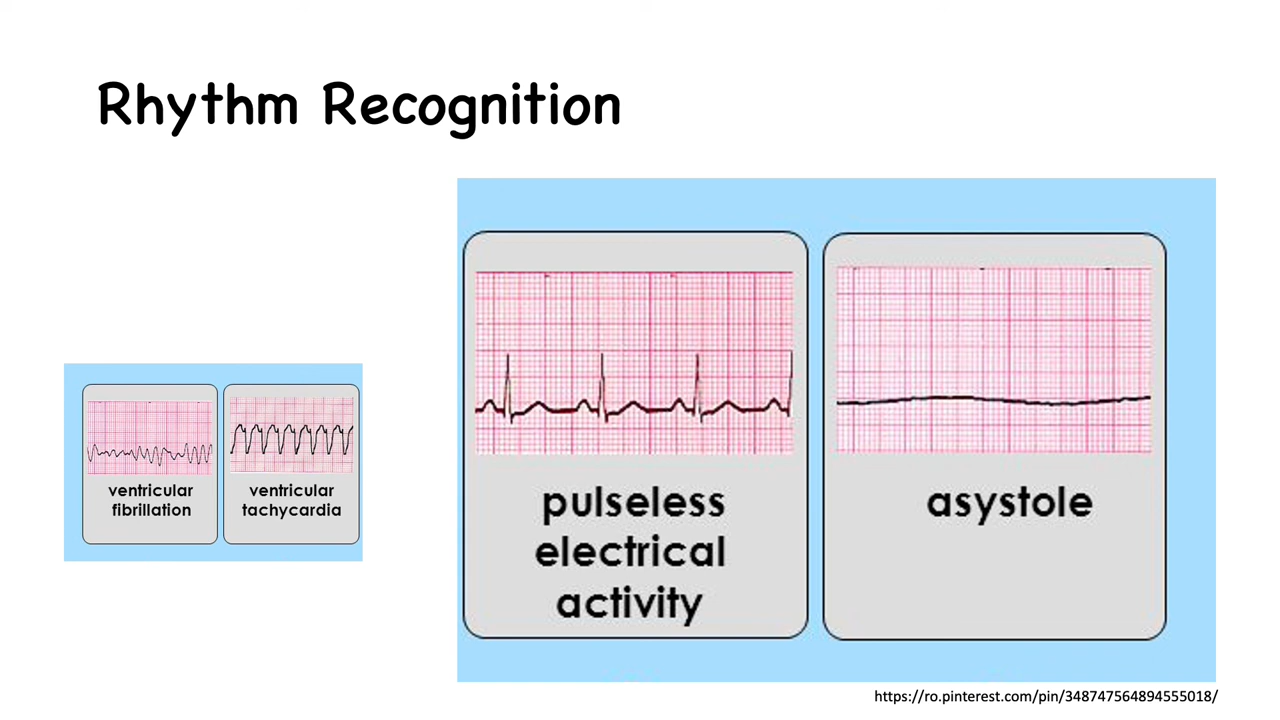 Rhythm Recognition
ventricular
fibrillation
ventricular
tachycardia
pulseless
electrical
activity
asystole
https://ro.pinterest.com/pin/348747564894555018/